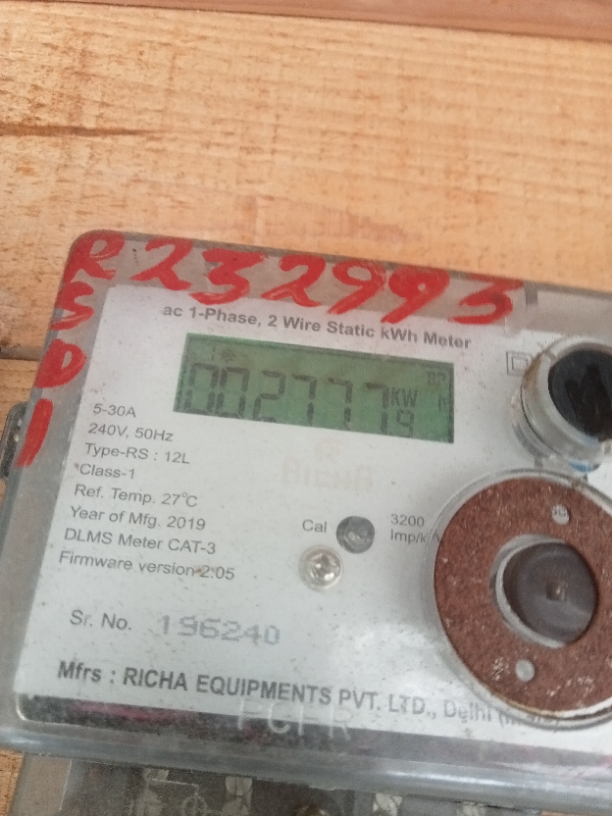 R232993
S
D
1
ac 1-Phase, 2 Wire Static kWh Meter
002777
KW
5-30A
240V, 50Hz
Type-RS : 12L
*Class-1
Ref. Temp. 27°C
Year of Mfg. 2019
DLMS Meter CAT-3
Firmware version-2:05
Cal
3200
Sr. No. 196240
Mfrs : RICHA EQUIPMENTS PVT. LTD., Delhi